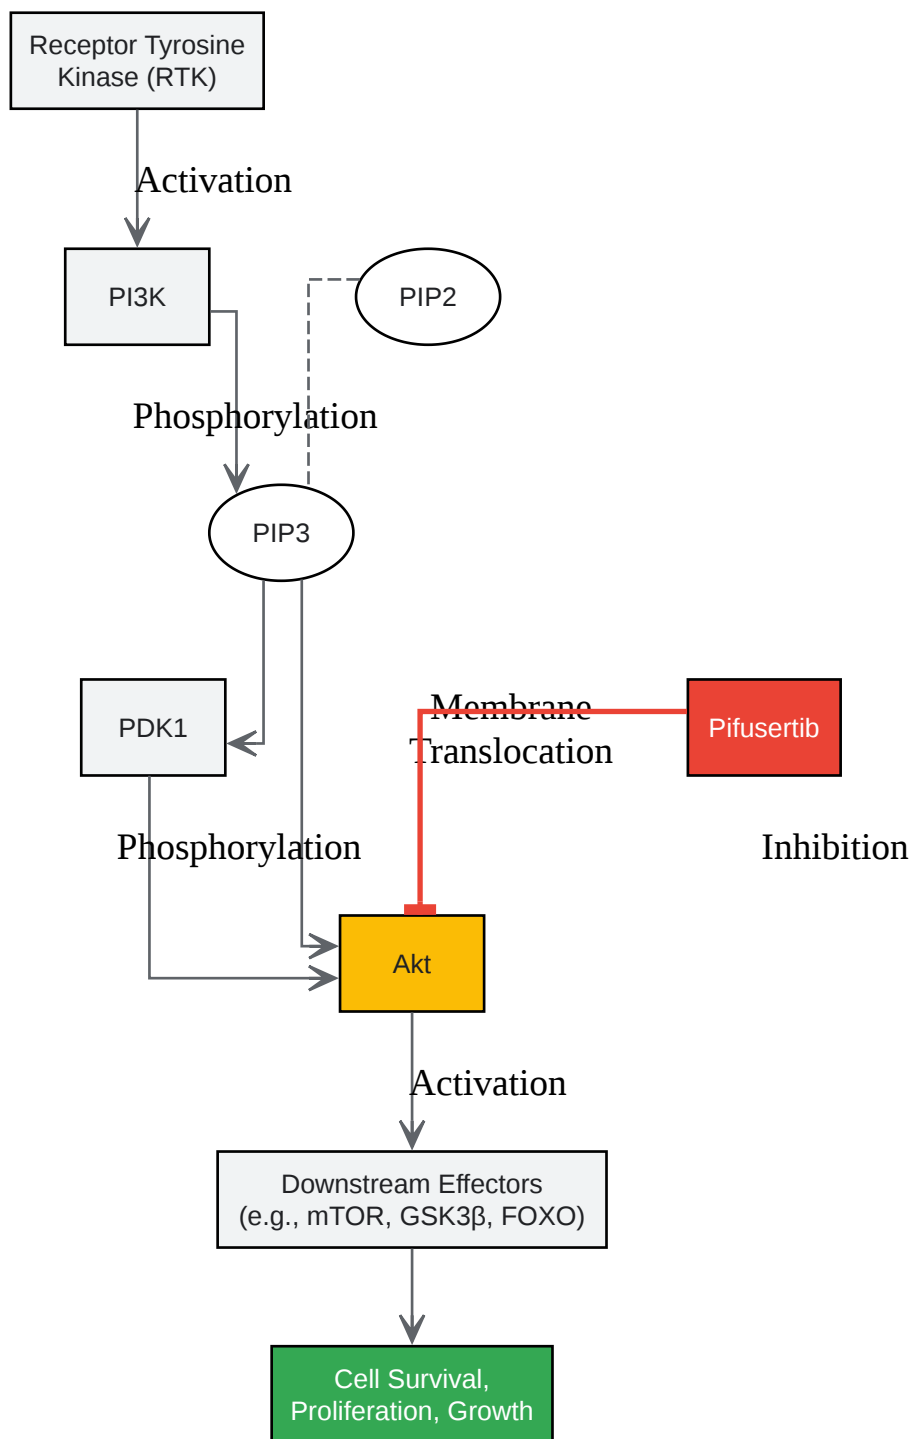 Receptor Tyrosine
Kinase (RTK)
Activation
PI3K
PIP2
Phosphorylation
PIP3
Membrane
Translocation
PDK1
Pifusertib
Phosphorylation
Inhibition
Akt
Activation
Downstream Effectors
(e.g., mTOR, GSK3β, FOXO)
Cell Survival,
Proliferation, Growth